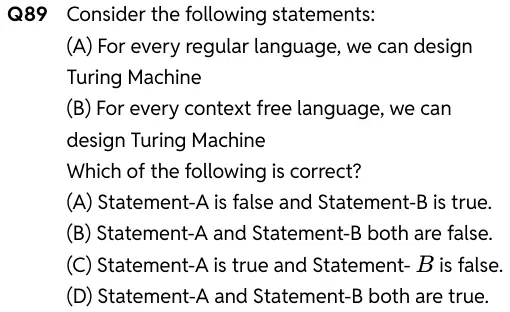 Q89 Consider the following statements:
(A) For every regular language, we can design
Turing Machine
(B) For every context free language, we can
design Turing Machine
Which of the following is correct?
(A) Statement-A is false and Statement-B is true.
(B) Statement-A and Statement-B both are false.
(C) Statement-A is true and Statement- B is false.
(D) Statement-A and Statement-B both are true.